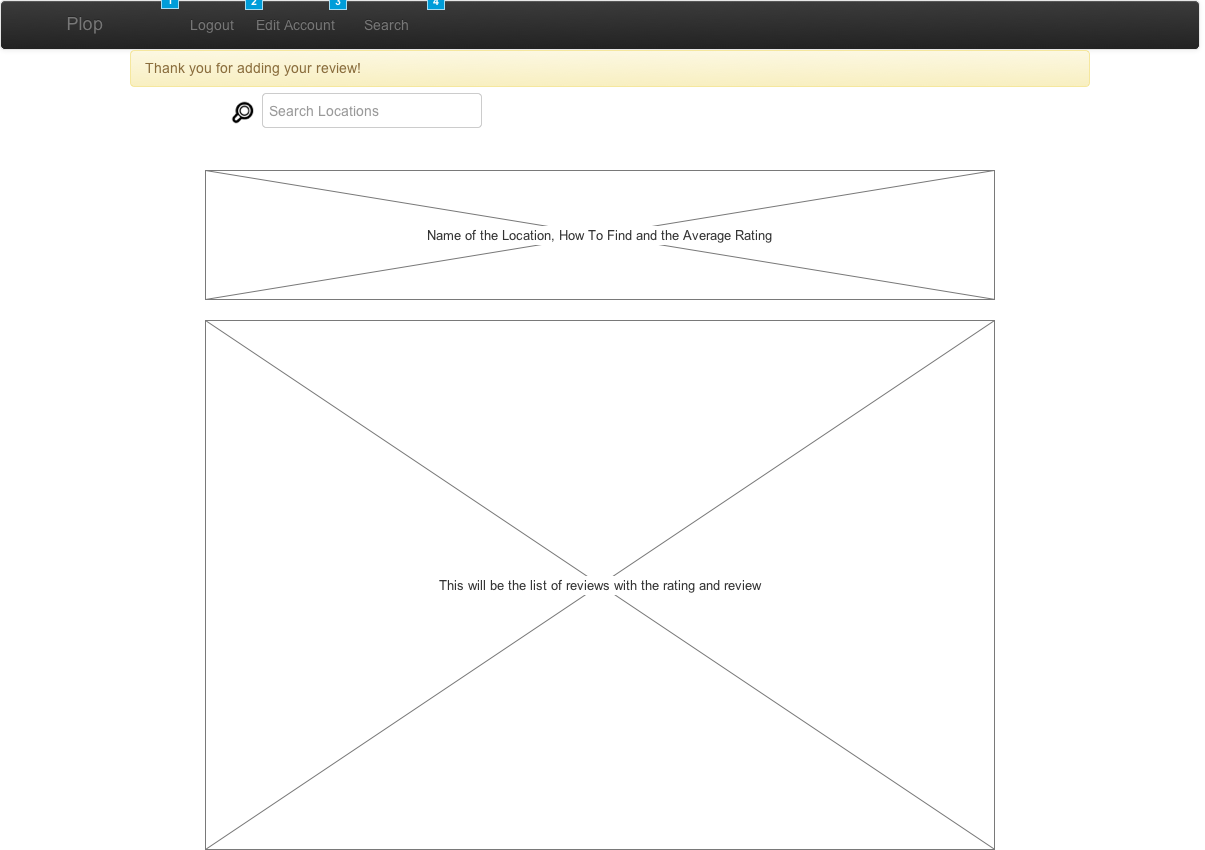 1 2 3 4
Plop Logout Edit Account Search
Thank you for adding your review!
Search Locations
Name of the Location, How To Find and the Average Rating
This will be the list of reviews with the rating and review